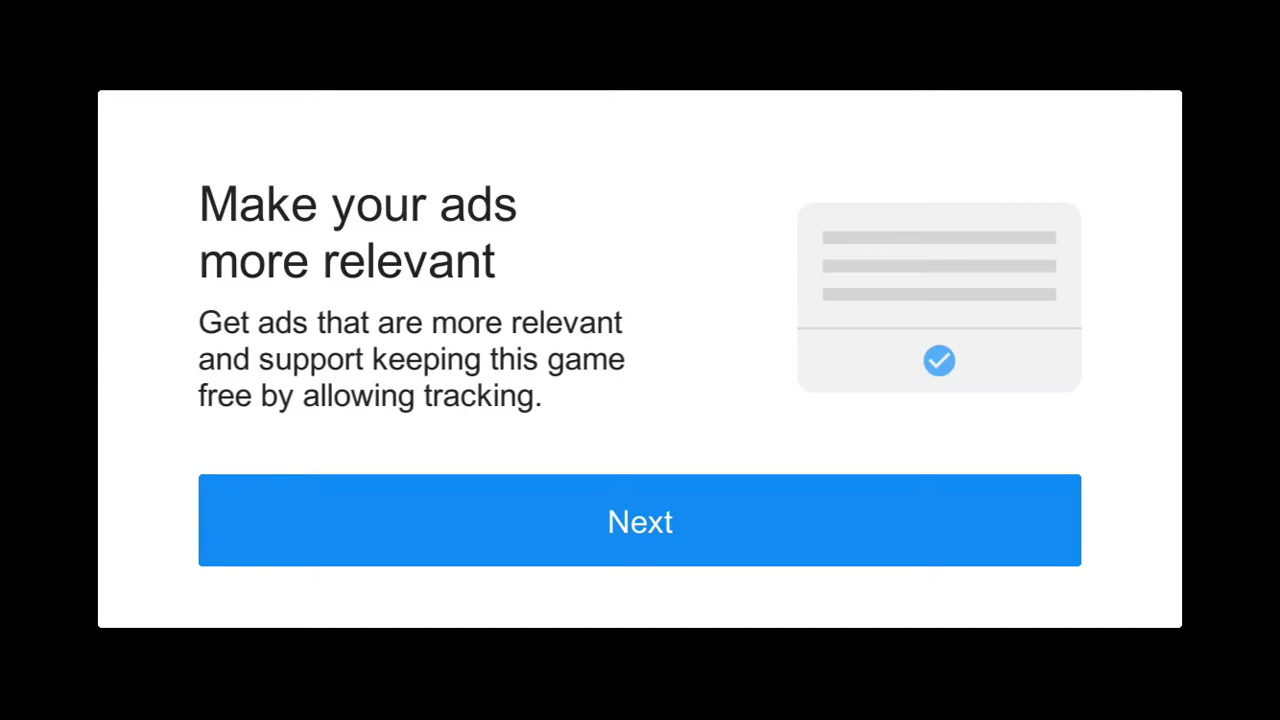 Make your ads
more relevant
Get ads that are more relevant
and support keeping this game
free by allowing tracking.
Next